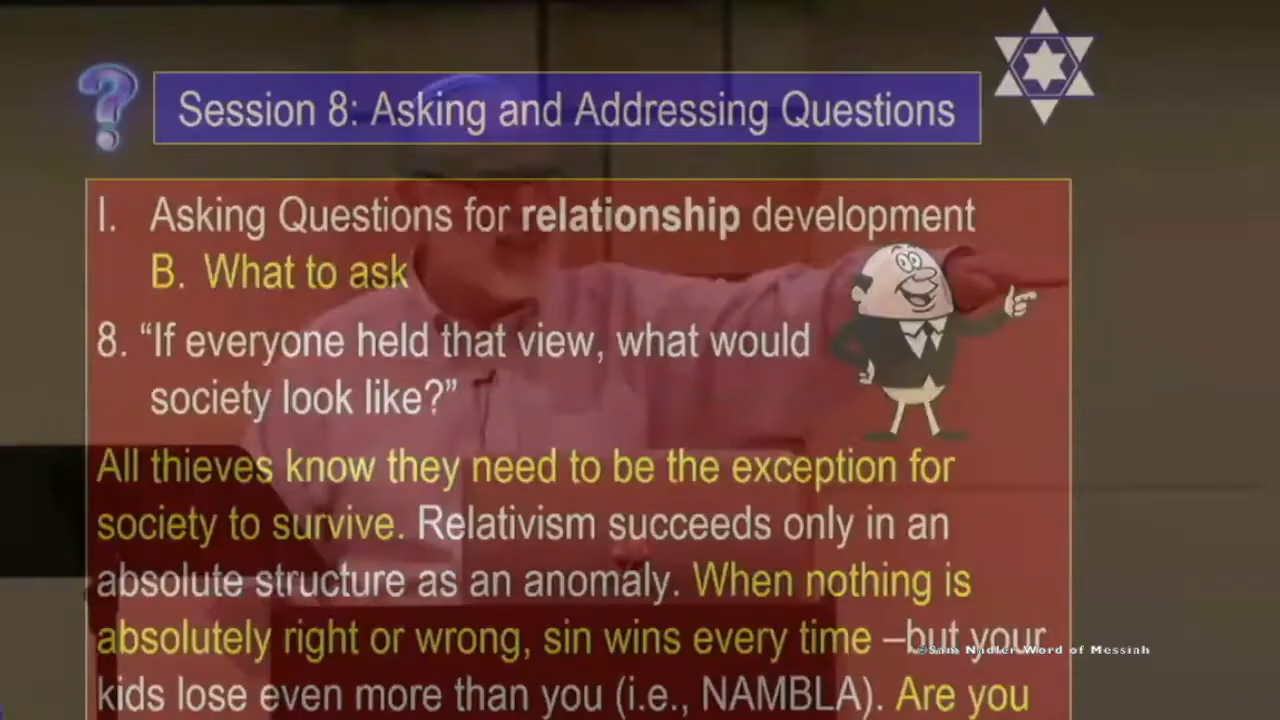 Session 8: Asking and Addressing Questions
I. Asking Questions for relationship development
B. What to ask
8. “If everyone held that view, what would
society look like?”
All thieves know they need to be the exception for
society to survive. Relativism succeeds only in an
absolute structure as an anomaly. When nothing is
absolutely right or wrong, sin wins every time –but your
©Sam Nadler Word of Messiah
kids lose even more than you (i.e., NAMBLA). Are you